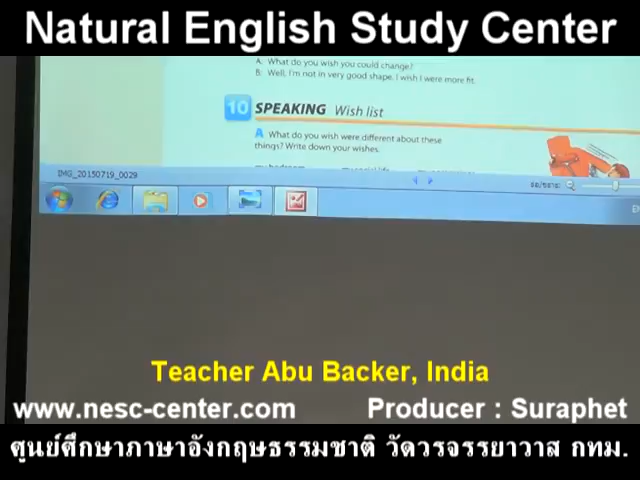 Natural English Study Center
A: What do you wish you could change?
B: Well, I'm not in very good shape. I wish I were more fit.
10 SPEAKING Wish list
A What do you wish were different about these
things? Write down your wishes.
IMG_20150719_0029
Teacher Abu Backer, India
www.nesc-center.com Producer : Suraphet
ศูนย์ศึกษาภาษาอังกฤษธรรมชาติ วัดวรจรรยาวาส กทม.